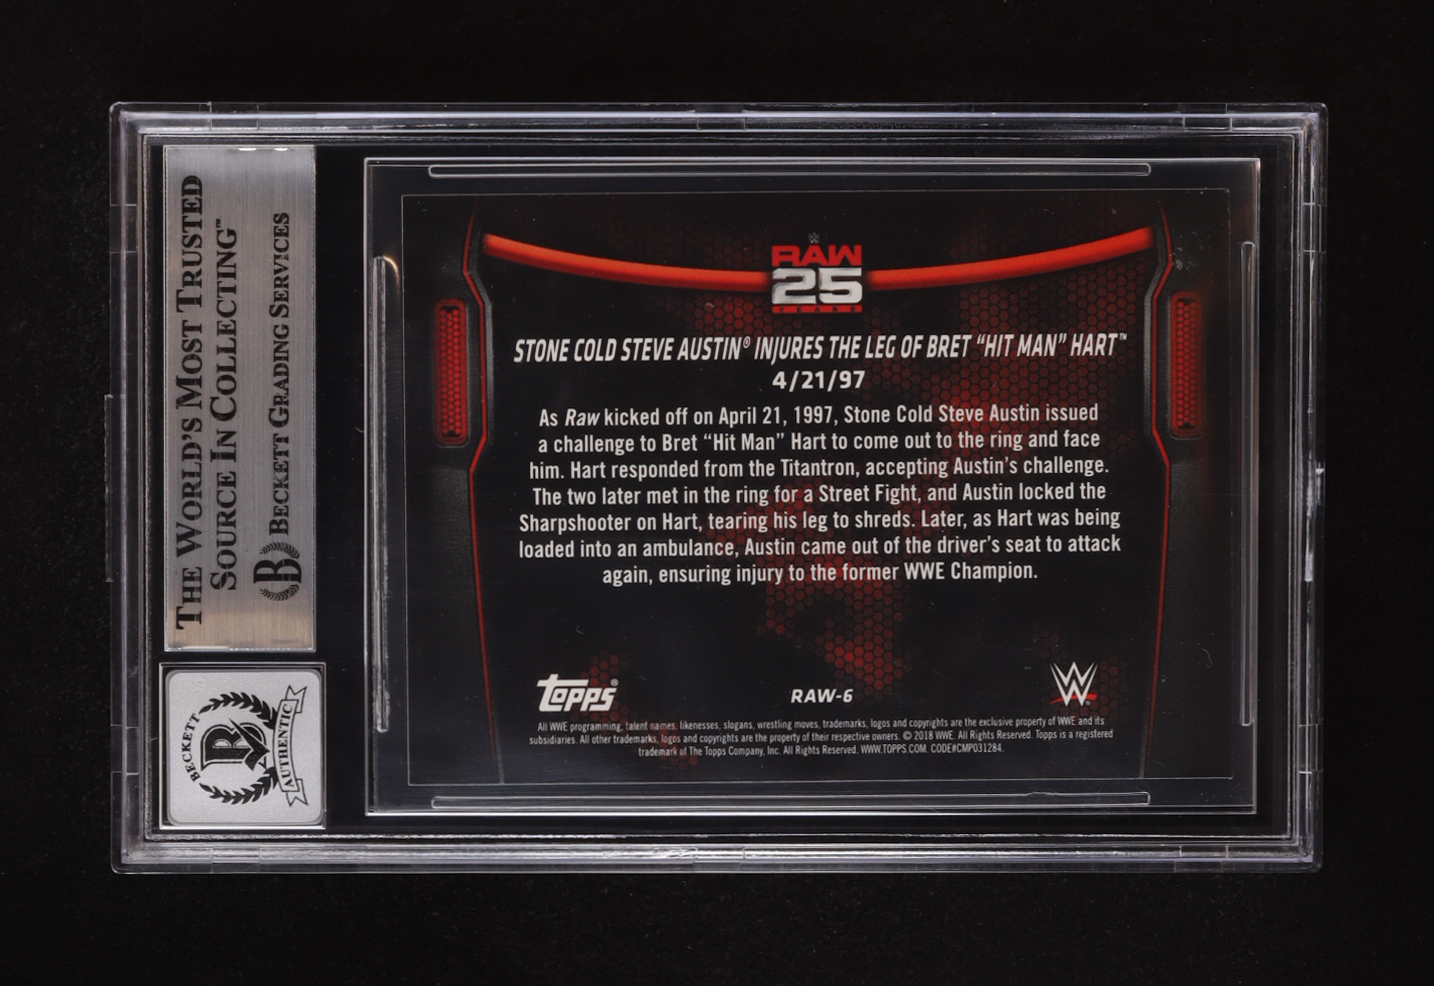 THE WORLD'S MOST TRUSTED
SOURCE IN COLLECTING™
B BECKETT GRADING SERVICES
BECKETT
B
AUTHENTIC
W
RAW
25
YEARS
STONE COLD STEVE AUSTIN® INJURES THE LEG OF BRET “HIT MAN” HART™
4/21/97
As Raw kicked off on April 21, 1997, Stone Cold Steve Austin issued
a challenge to Bret “Hit Man” Hart to come out to the ring and face
him. Hart responded from the Titantron, accepting Austin's challenge.
The two later met in the ring for a Street Fight, and Austin locked the
Sharpshooter on Hart, tearing his leg to shreds. Later, as Hart was being
loaded into an ambulance, Austin came out of the driver's seat to attack
again, ensuring injury to the former WWE Champion.
Topps®
RAW-6
W
All WWE programming, talent names, likenesses, slogans, wrestling moves, trademarks, logos and copyrights are the exclusive property of WWE and its
subsidiaries. All other trademarks, logos and copyrights are the property of their respective owners. © 2018 WWE. All Rights Reserved. Topps is a registered
trademark of The Topps Company, Inc. All Rights Reserved. WWW.TOPPS.COM. CODE#CMP031284.